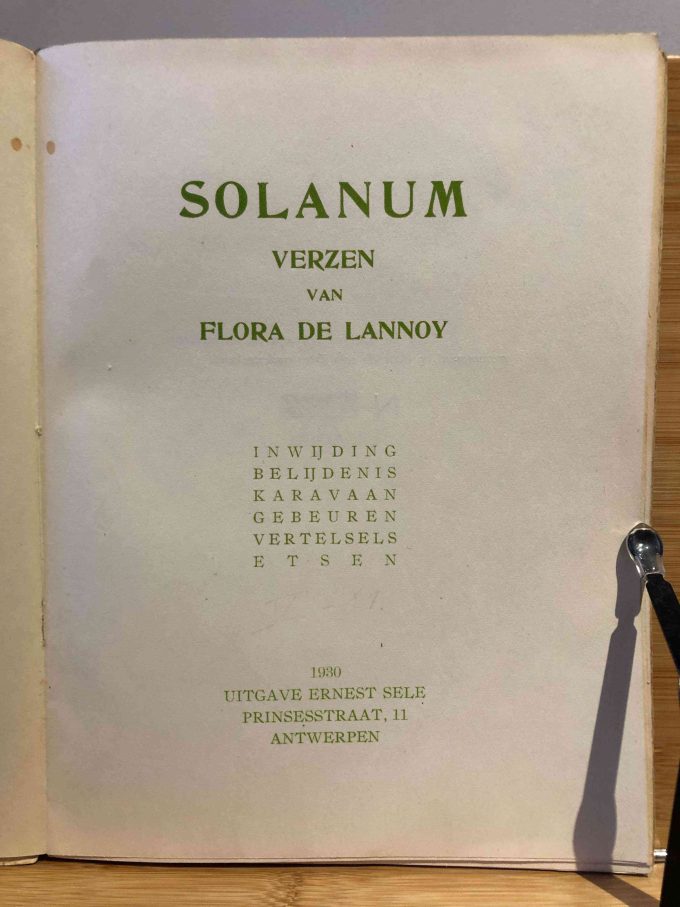 SOLANUM
VERZEN
VAN
FLORA DE LANNOY
INWIJDING
BELIJDENIS
KARAVAAN
GEBEUREN
VERTELSELS
ETSEN
1930
UITGAVE ERNEST SELE
PRINSESSTRAAT, 11
ANTWERPEN